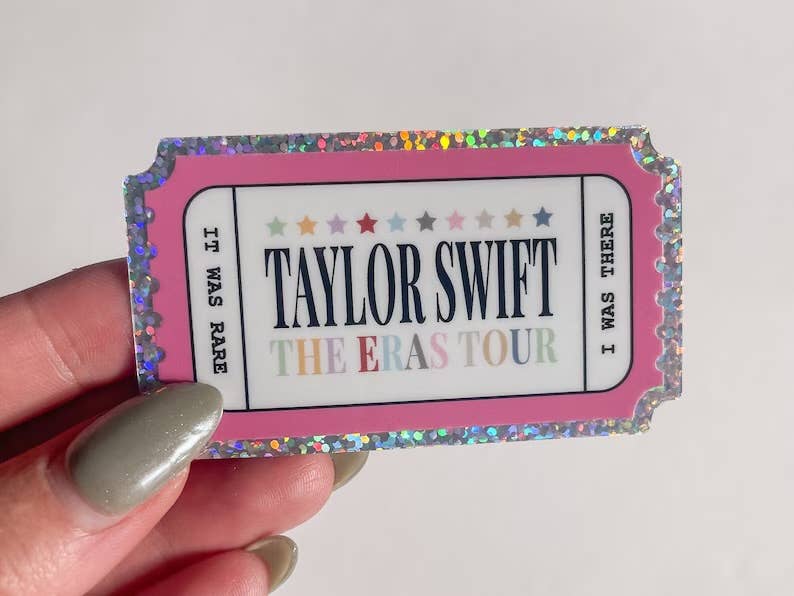 IT WAS RARE
TAYLOR SWIFT
THE ERAS TOUR
I WAS THERE